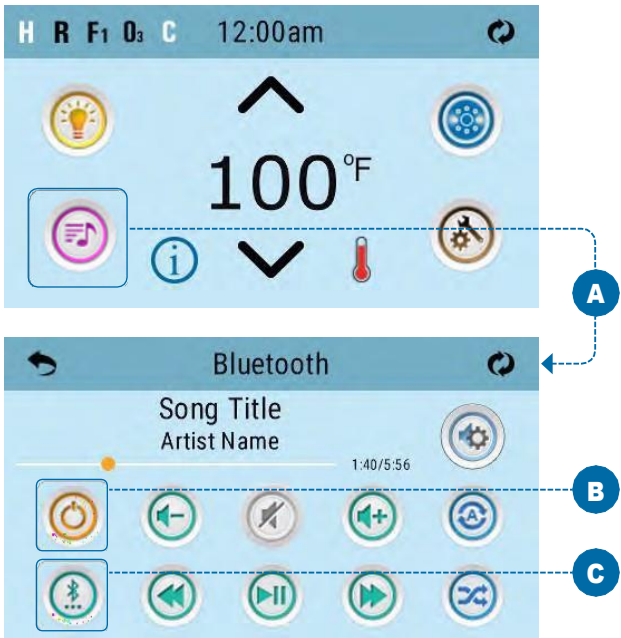 H R F1 O3 C 12:00am
100°F
i
A
Bluetooth
Song Title
Artist Name
1:40/5:56
B
A
C